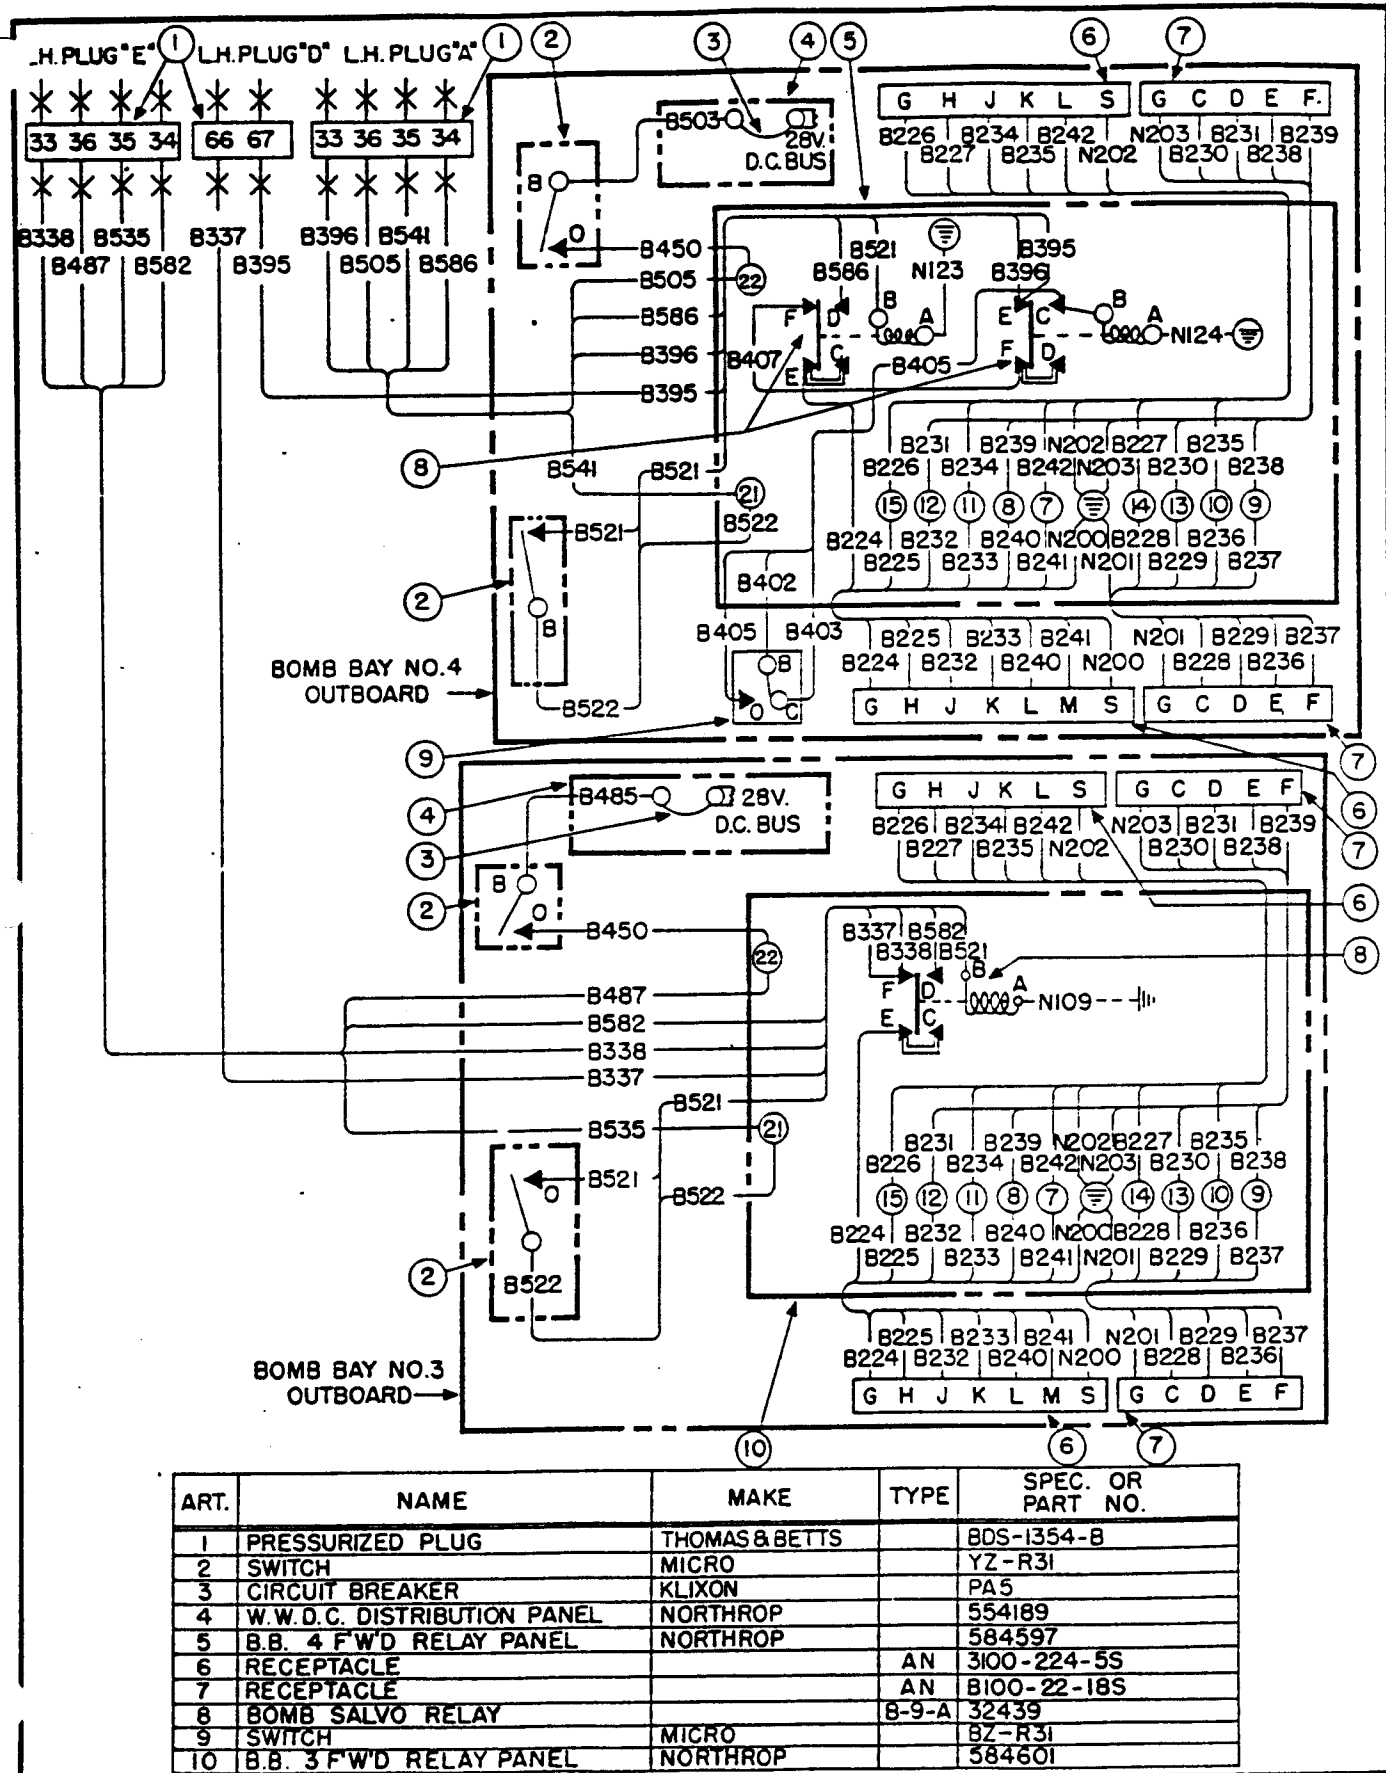 .H. PLUG "E" 1 L.H. PLUG "D" L.H. PLUG "A" 1 2 3 4 5 6 7
33 36 35 34 66 67 33 36 35 34
B338 B535 B337 B396 B541
B487 B582 B395 B505 B586
B503 28V.
D.C. BUS
B
O
G H J K L S G C D E F
B226 B234 B242 N203 B231 B239
B227 B235 N202 B230 B238
B450 B521 B395
B505 22 B586 N123 B396
B586 F D B A E C B A N124
B396 B407 C B405 F D
B395 E
8
B541 B521
21
B522
B231 B239 N202 B227 B235
B226 B234 B242 N203 B230 B238
15 12 11 8 7 14 13 10 9
B224 B232 B240 N200 B228 B236
B225 B233 B241 N201 B229 B237
B521
2
B
B522
B402
B405 B403
B
O C
9
B225 B233 B241 N201 B229 B237
B224 B232 B240 N200 B228 B236
G H J K L M S G C D E F
7
6
BOMB BAY NO.4
OUTBOARD
4 B485 28V.
D.C. BUS
3
G H J K L S G C D E F
B226 B234 B242 N203 B231 B239
B227 B235 N202 B230 B238
7
6
2 B
O
B450
22
B337 B582
B338 B521
8
F D B A
N109
E C
B487
B582
B338
B337
B521
B535 21
B521
O
B522
2
B522
B231 B239 N202 B227 B235
B226 B234 B242 N203 B230 B238
15 12 11 8 7 14 13 10 9
B224 B232 B240 N200 B228 B236
B225 B233 B241 N201 B229 B237
B225 B233 B241 N201 B229 B237
B224 B232 B240 N200 B228 B236
G H J K L M S G C D E F
BOMB BAY NO.3
OUTBOARD
10 6 7
ART. NAME MAKE TYPE SPEC. OR
PART NO.
1 PRESSURIZED PLUG THOMAS & BETTS BDS-1354-B
2 SWITCH MICRO YZ-R31
3 CIRCUIT BREAKER KLIXON PA5
4 W.W.D.C. DISTRIBUTION PANEL NORTHROP 554189
5 B.B. 4 F'W'D RELAY PANEL NORTHROP 584597
6 RECEPTACLE AN 3100-224-5S
7 RECEPTACLE AN B100-22-18S
8 BOMB SALVO RELAY B-9-A 32439
9 SWITCH MICRO BZ-R31
10 B.B. 3 F'W'D RELAY PANEL NORTHROP 584601